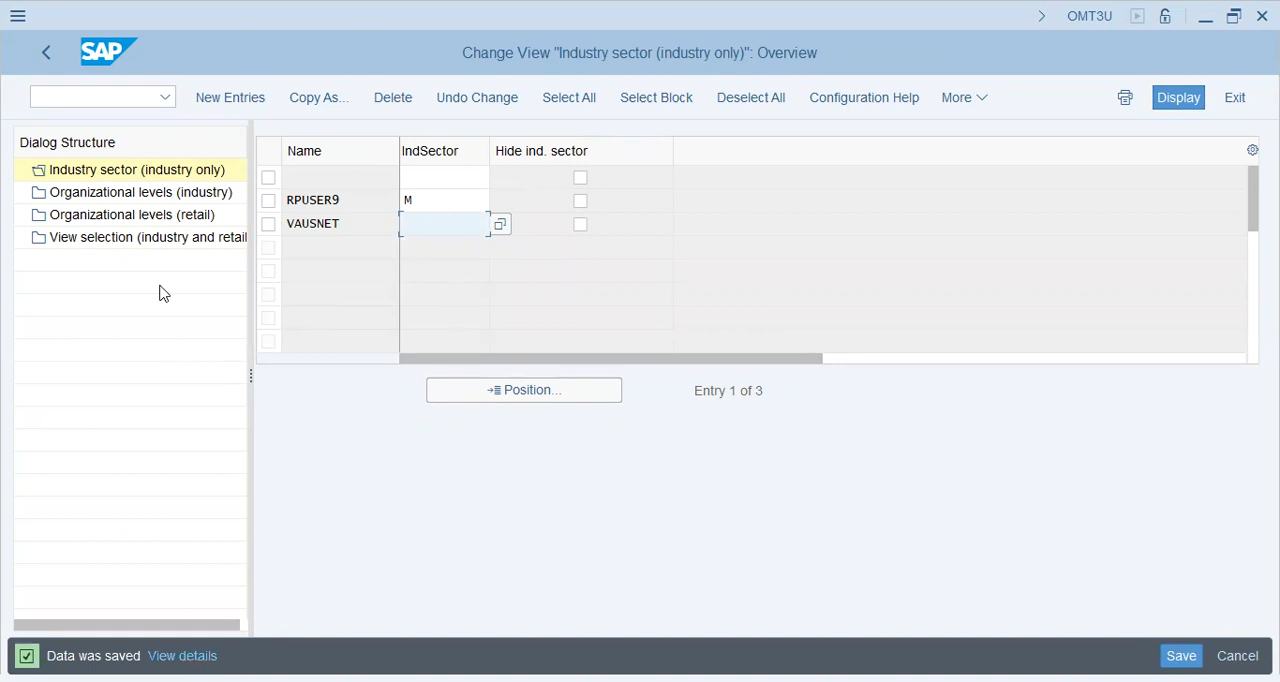 OMT3U
SAP
Change View "Industry sector (industry only)": Overview
New Entries Copy As... Delete Undo Change Select All Select Block Deselect All Configuration Help More Display Exit
Dialog Structure
Industry sector (industry only)
Organizational levels (industry)
Organizational levels (retail)
View selection (industry and retail
Name IndSector Hide ind. sector
RPUSER9 M
VAUSNET
Position... Entry 1 of 3
Data was saved View details Save Cancel